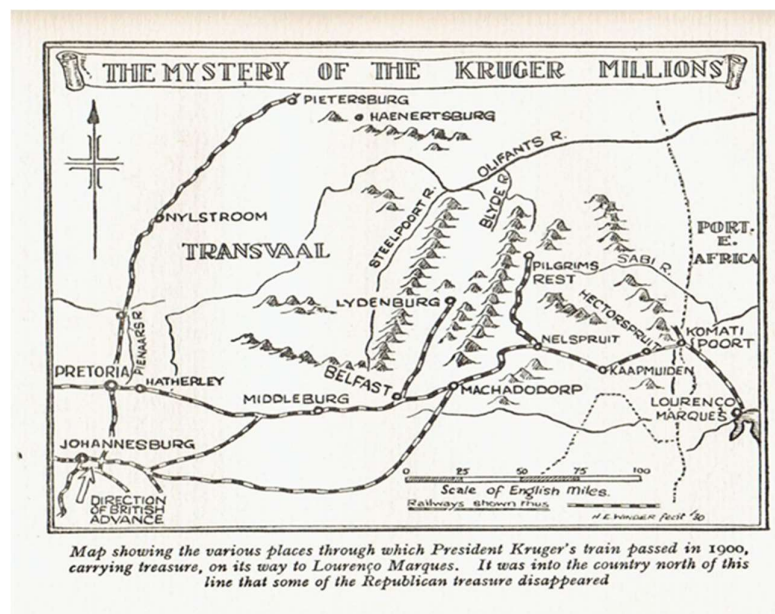 THE MYSTERY OF THE KRUGER MILLIONS
PIETERSBURG
HAENERTSBURG
OLIFANTS R.
BLYDE R.
STEELPOORT R.
NYLSTROOM
TRANSVAAL
PORT.
E.
AFRICA
PILGRIMS
REST
SABI R.
LYDENBURG
HECTORSPRUIT
KOMATI
POORT
NELSPRUIT
PIENAARS R.
PRETORIA
HATHERLEY
KAAPMUIDEN
BELFAST
MACHADODORP
MIDDLEBURG
LOURENÇO
MARQUES
JOHANNESBURG
DIRECTION
OF BRITISH
ADVANCE
0 25 50 75 100
Scale of English Miles.
Railways shown thus
H.E. WINDER fecit '30
Map showing the various places through which President Kruger's train passed in 1900,
carrying treasure, on its way to Lourenço Marques. It was into the country north of this
line that some of the Republican treasure disappeared